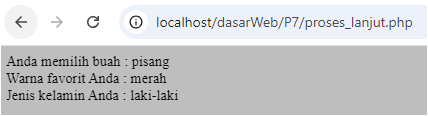 localhost/dasarWeb/P7/proses_lanjut.php
Anda memilih buah : pisang
Warna favorit Anda : merah
Jenis kelamin Anda : laki-laki